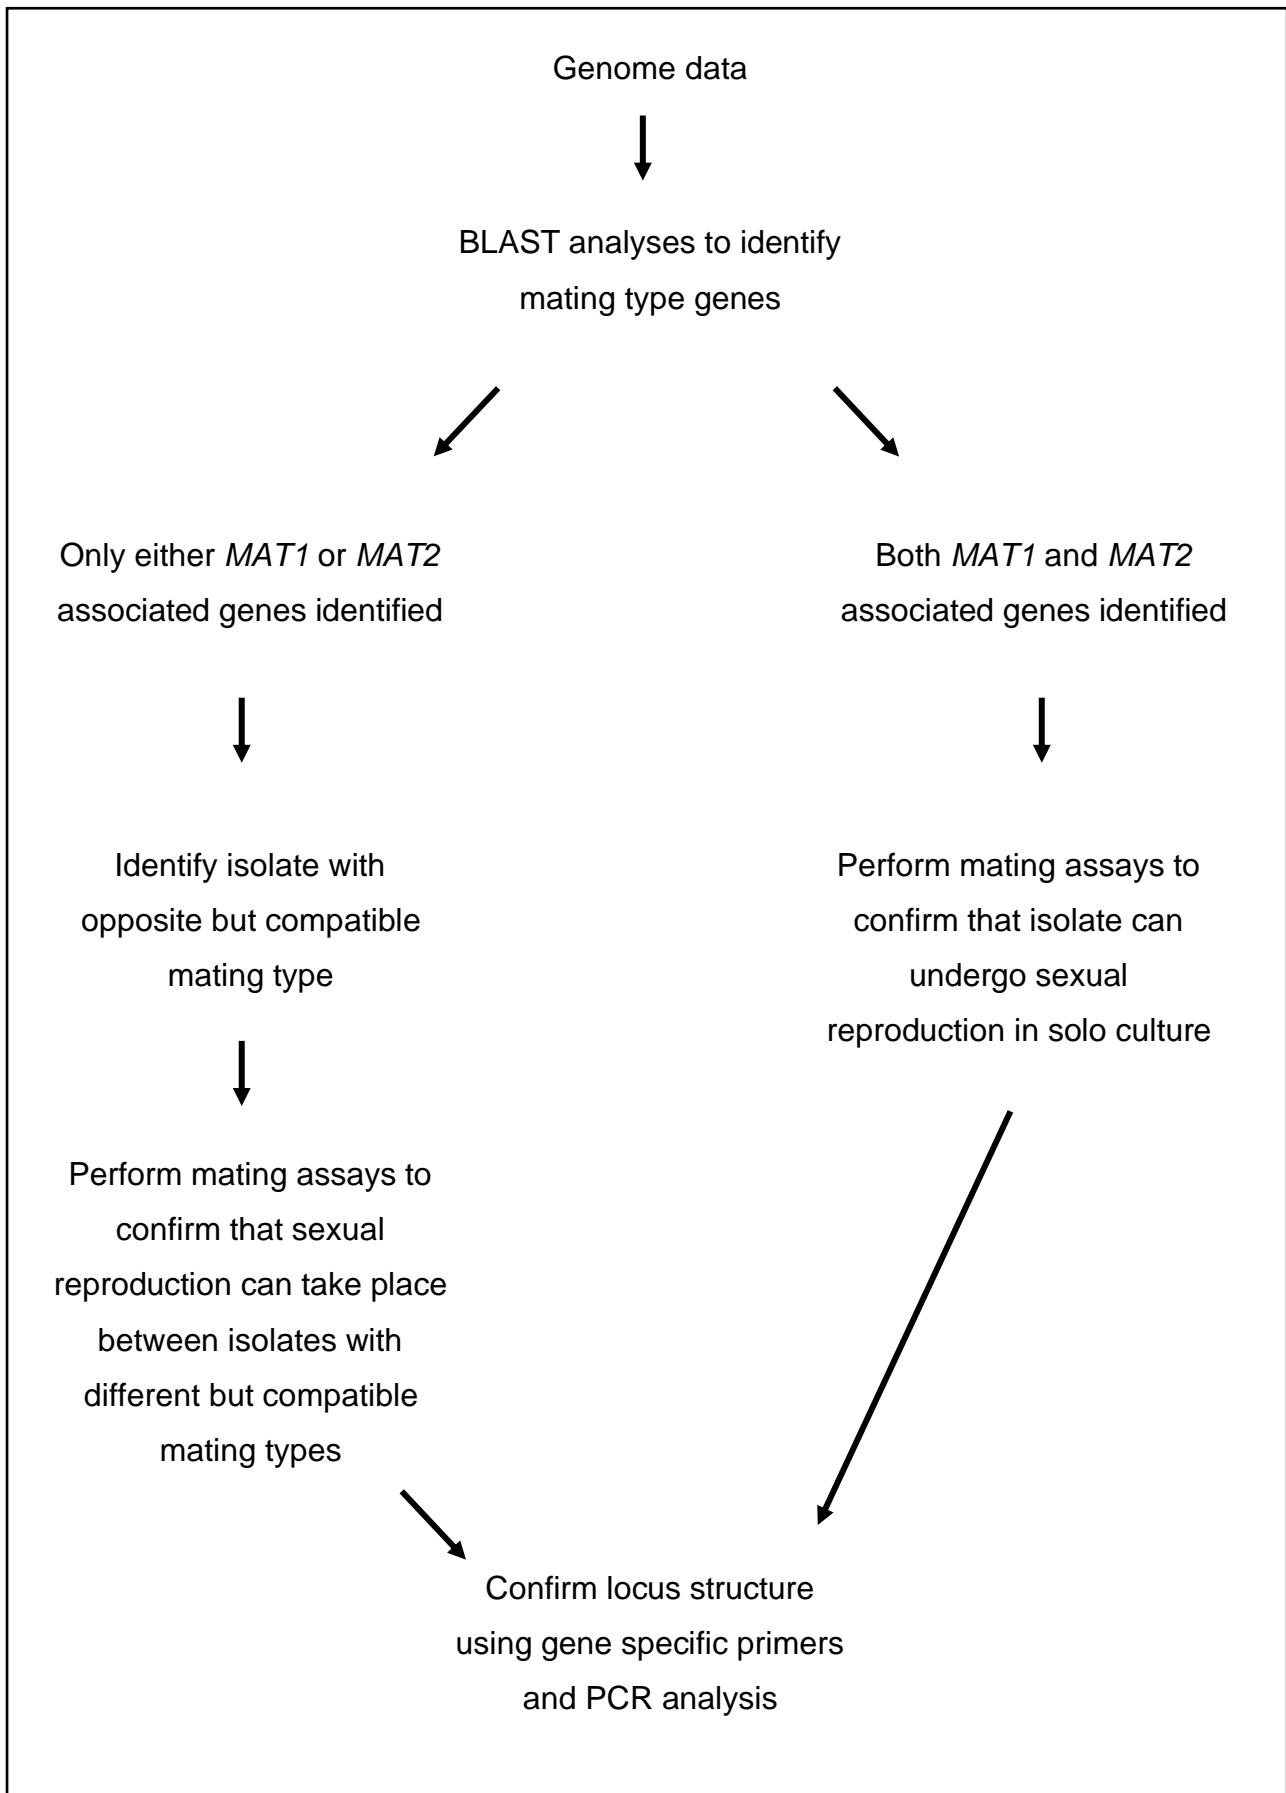 Genome data
BLAST analyses to identify
mating type genes
Only either MAT1 or MAT2
associated genes identified
Both MAT1 and MAT2
associated genes identified
Identify isolate with
opposite but compatible
mating type
Perform mating assays to
confirm that isolate can
undergo sexual
reproduction in solo culture
Perform mating assays to
confirm that sexual
reproduction can take place
between isolates with
different but compatible
mating types
Confirm locus structure
using gene specific primers
and PCR analysis